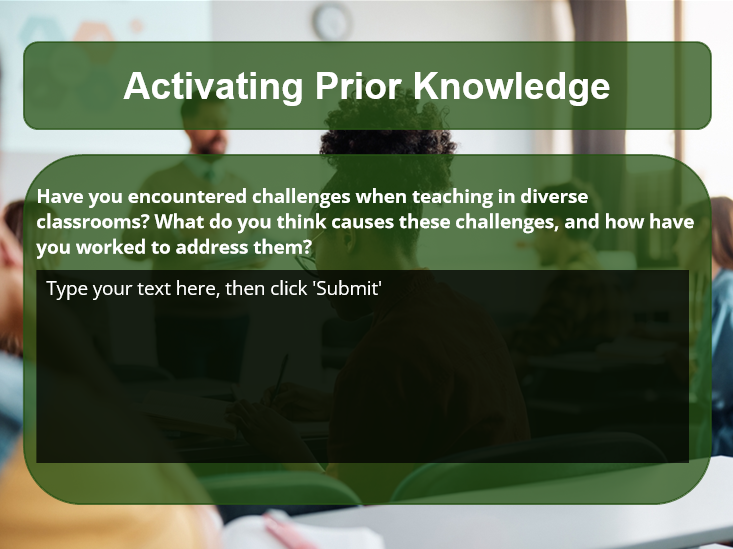 Activating Prior Knowledge
Have you encountered challenges when teaching in diverse
classrooms? What do you think causes these challenges, and how have
you worked to address them?
Type your text here, then click 'Submit'